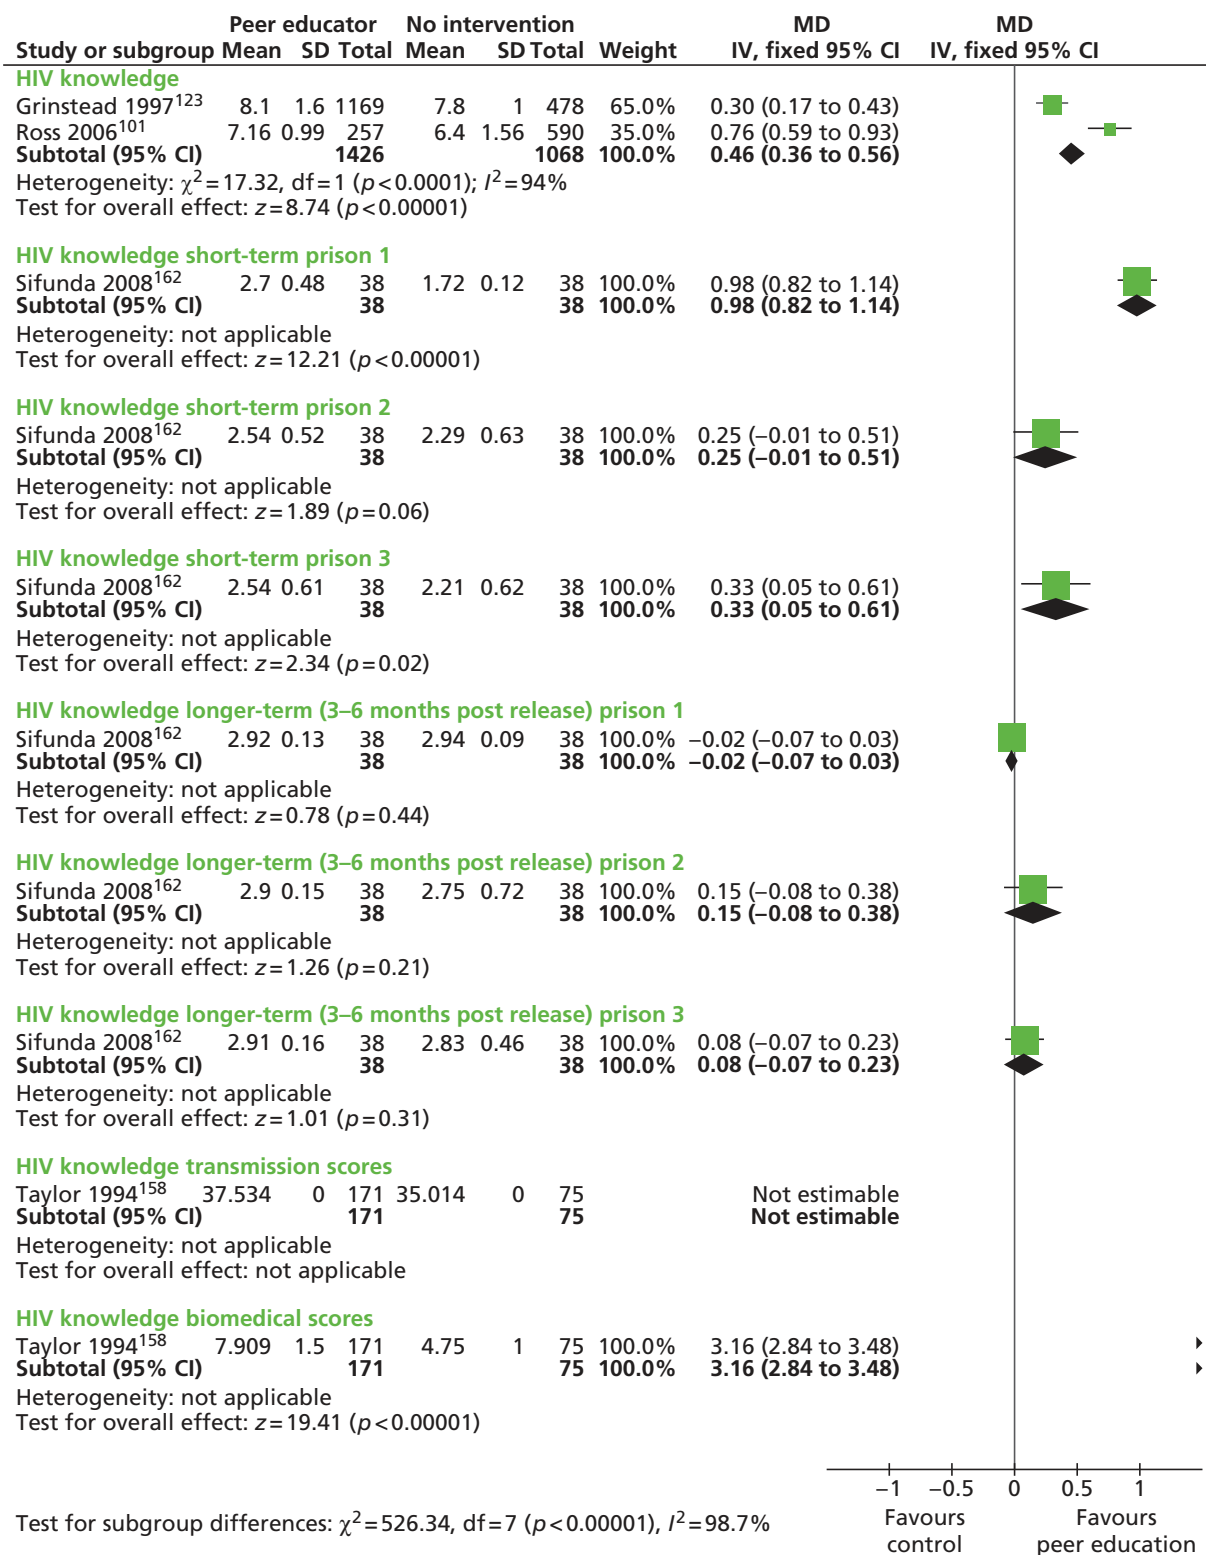 Peer educator No intervention MD MD
Study or subgroup Mean SD Total Mean SD Total Weight IV, fixed 95% CI IV, fixed 95% CI
HIV knowledge
Grinstead 1997¹²³ 8.1 1.6 1169 7.8 1 478 65.0% 0.30 (0.17 to 0.43)
Ross 2006¹⁰¹ 7.16 0.99 257 6.4 1.56 590 35.0% 0.76 (0.59 to 0.93)
Subtotal (95% CI) 1426 1068 100.0% 0.46 (0.36 to 0.56)
Heterogeneity: χ²=17.32, df=1 (p<0.0001); I²=94%
Test for overall effect: z=8.74 (p<0.00001)
HIV knowledge short-term prison 1
Sifunda 2008¹⁶² 2.7 0.48 38 1.72 0.12 38 100.0% 0.98 (0.82 to 1.14)
Subtotal (95% CI) 38 38 100.0% 0.98 (0.82 to 1.14)
Heterogeneity: not applicable
Test for overall effect: z=12.21 (p<0.00001)
HIV knowledge short-term prison 2
Sifunda 2008¹⁶² 2.54 0.52 38 2.29 0.63 38 100.0% 0.25 (−0.01 to 0.51)
Subtotal (95% CI) 38 38 100.0% 0.25 (−0.01 to 0.51)
Heterogeneity: not applicable
Test for overall effect: z=1.89 (p=0.06)
HIV knowledge short-term prison 3
Sifunda 2008¹⁶² 2.54 0.61 38 2.21 0.62 38 100.0% 0.33 (0.05 to 0.61)
Subtotal (95% CI) 38 38 100.0% 0.33 (0.05 to 0.61)
Heterogeneity: not applicable
Test for overall effect: z=2.34 (p=0.02)
HIV knowledge longer-term (3–6 months post release) prison 1
Sifunda 2008¹⁶² 2.92 0.13 38 2.94 0.09 38 100.0% −0.02 (−0.07 to 0.03)
Subtotal (95% CI) 38 38 100.0% −0.02 (−0.07 to 0.03)
Heterogeneity: not applicable
Test for overall effect: z=0.78 (p=0.44)
HIV knowledge longer-term (3–6 months post release) prison 2
Sifunda 2008¹⁶² 2.9 0.15 38 2.75 0.72 38 100.0% 0.15 (−0.08 to 0.38)
Subtotal (95% CI) 38 38 100.0% 0.15 (−0.08 to 0.38)
Heterogeneity: not applicable
Test for overall effect: z=1.26 (p=0.21)
HIV knowledge longer-term (3–6 months post release) prison 3
Sifunda 2008¹⁶² 2.91 0.16 38 2.83 0.46 38 100.0% 0.08 (−0.07 to 0.23)
Subtotal (95% CI) 38 38 100.0% 0.08 (−0.07 to 0.23)
Heterogeneity: not applicable
Test for overall effect: z=1.01 (p=0.31)
HIV knowledge transmission scores
Taylor 1994¹⁵⁸ 37.534 0 171 35.014 0 75 Not estimable
Subtotal (95% CI) 171 75 Not estimable
Heterogeneity: not applicable
Test for overall effect: not applicable
HIV knowledge biomedical scores
Taylor 1994¹⁵⁸ 7.909 1.5 171 4.75 1 75 100.0% 3.16 (2.84 to 3.48)
Subtotal (95% CI) 171 75 100.0% 3.16 (2.84 to 3.48)
Heterogeneity: not applicable
Test for overall effect: z=19.41 (p<0.00001)
−1 −0.5 0 0.5 1
Test for subgroup differences: χ²=526.34, df=7 (p<0.00001), I²=98.7%
Favours Favours
control peer education